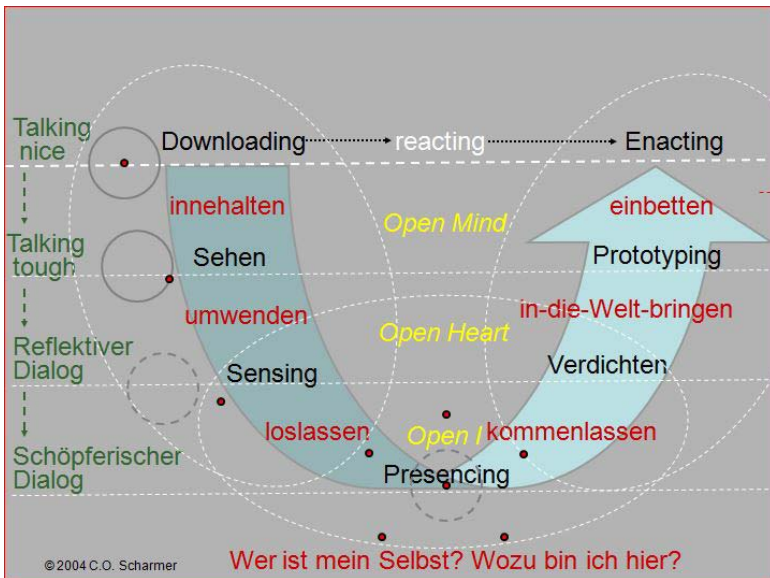 Talking
nice
Downloading
reacting
Enacting
innehalten
Open Mind
einbetten
Talking
tough
Sehen
Prototyping
umwenden
Open Heart
in-die-Welt-bringen
Reflektiver
Dialog
Sensing
Verdichten
loslassen
Open I
kommenlassen
Schöpferischer
Dialog
Presencing
©2004 C.O. Scharmer
Wer ist mein Selbst? Wozu bin ich hier?